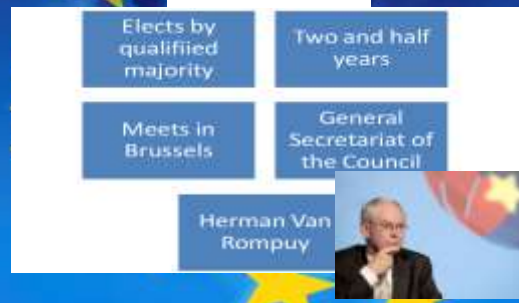 Elects by
qualifiied
majority
Two and half
years
Meets in
Brussels
General
Secretariat of
the Council
Herman Van
Rompuy